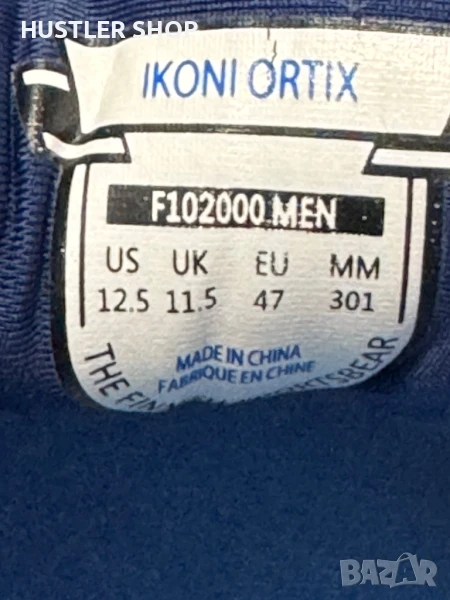 HUSTLER SHOP
IKONI ORTIX
F102000 MEN
US UK EU MM
12.5 11.5 47 301
MADE IN CHINA
FABRIQUE EN CHINE
THE
BAZAR